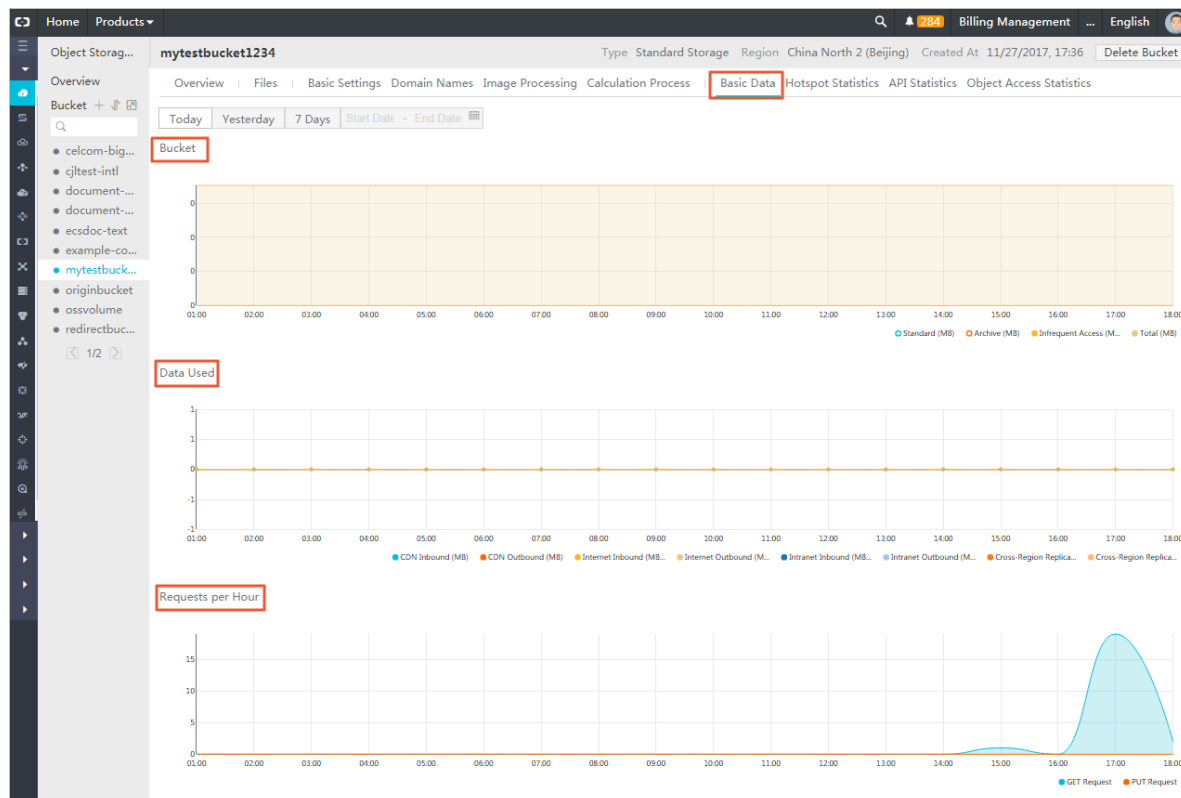 Home Products 284 Billing Management ... English
Object Storag... mytestbucket1234 Type Standard Storage Region China North 2 (Beijing) Created At 11/27/2017, 17:36 Delete Bucket
Overview
Overview Files Basic Settings Domain Names Image Processing Calculation Process Basic Data Hotspot Statistics API Statistics Object Access Statistics
Bucket
Today Yesterday 7 Days Start Date - End Date
celcom-big...
cjltest-intl
document-...
document-...
ecsdoc-text
example-co...
mytestbuck...
originbucket
ossvolume
redirectbuc...
1/2
Bucket
0
0
0
0
01:00 02:00 03:00 04:00 05:00 06:00 07:00 08:00 09:00 10:00 11:00 12:00 13:00 14:00 15:00 16:00 17:00 18:00
Standard (MB) Archive (MB) Infrequent Access (M... Total (MB)
Data Used
1
1
0
-1
-1
01:00 02:00 03:00 04:00 05:00 06:00 07:00 08:00 09:00 10:00 11:00 12:00 13:00 14:00 15:00 16:00 17:00 18:00
CDN Inbound (MB) CDN Outbound (MB) Internet Inbound (MB... Internet Outbound (M... Intranet Inbound (MB... Intranet Outbound (M... Cross-Region Replica... Cross-Region Replica...
Requests per Hour
15
10
5
0
01:00 02:00 03:00 04:00 05:00 06:00 07:00 08:00 09:00 10:00 11:00 12:00 13:00 14:00 15:00 16:00 17:00 18:00
GET Request PUT Request